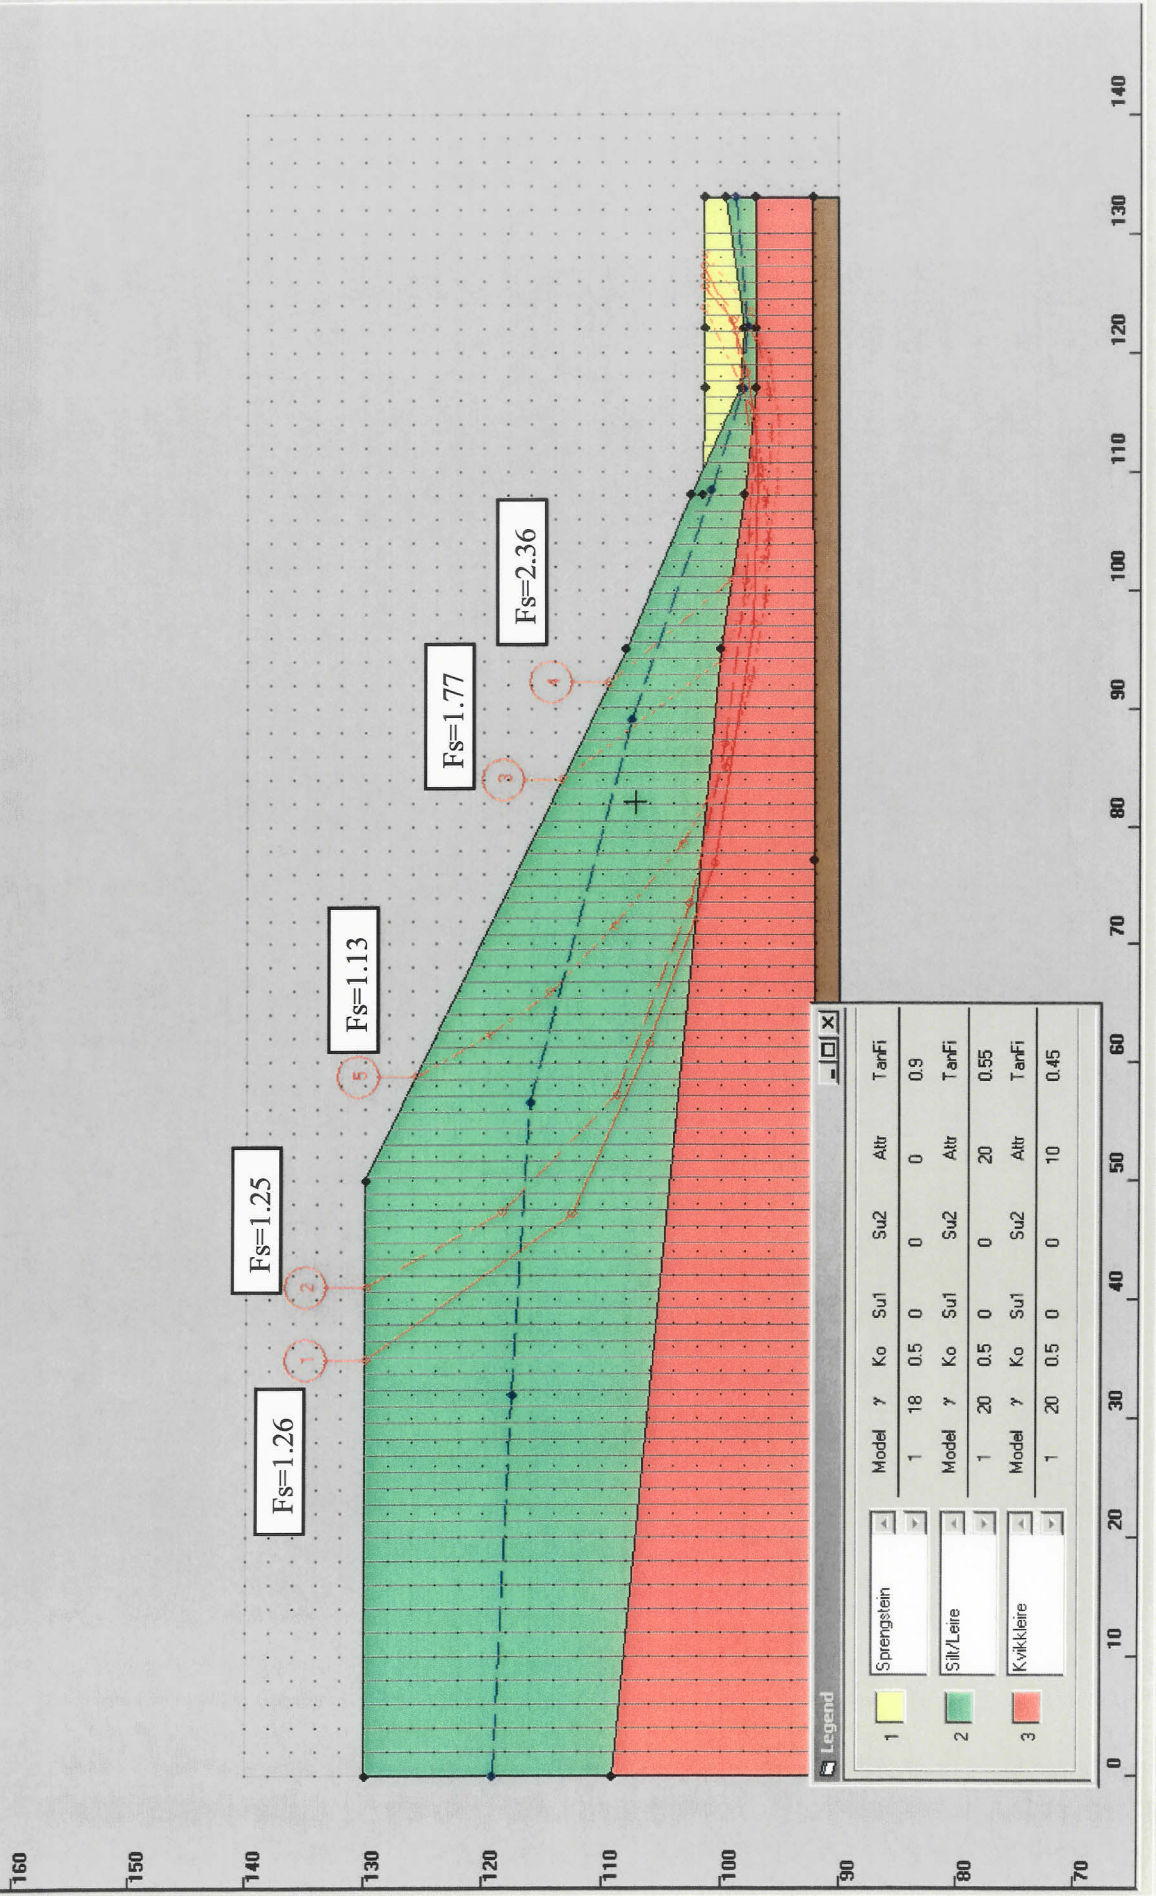 160
150
140
130
120
110
100
90
80
70
Fs=1.26
Fs=1.25
Fs=1.13
Fs=1.77
Fs=2.36
1
2
5
3
4
Legend
1 Sprengstein Model γ Ko Su1 Su2 Attr TanFi
1 18 0.5 0 0 0 0.9
2 Silt/Leire Model γ Ko Su1 Su2 Attr TanFi
1 20 0.5 0 0 20 0.55
3 Kvikkleire Model γ Ko Su1 Su2 Attr TanFi
1 20 0.5 0 0 10 0.45
0 10 20 30 40 50 60 70 80 90 100 110 120 130 140